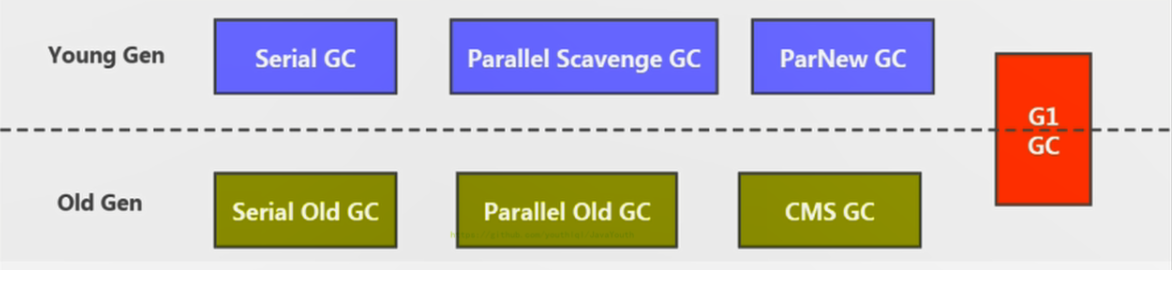 Young Gen
Serial GC
Parallel Scavenge GC
ParNew GC
G1
GC
Old Gen
Serial Old GC
Parallel Old GC
CMS GC